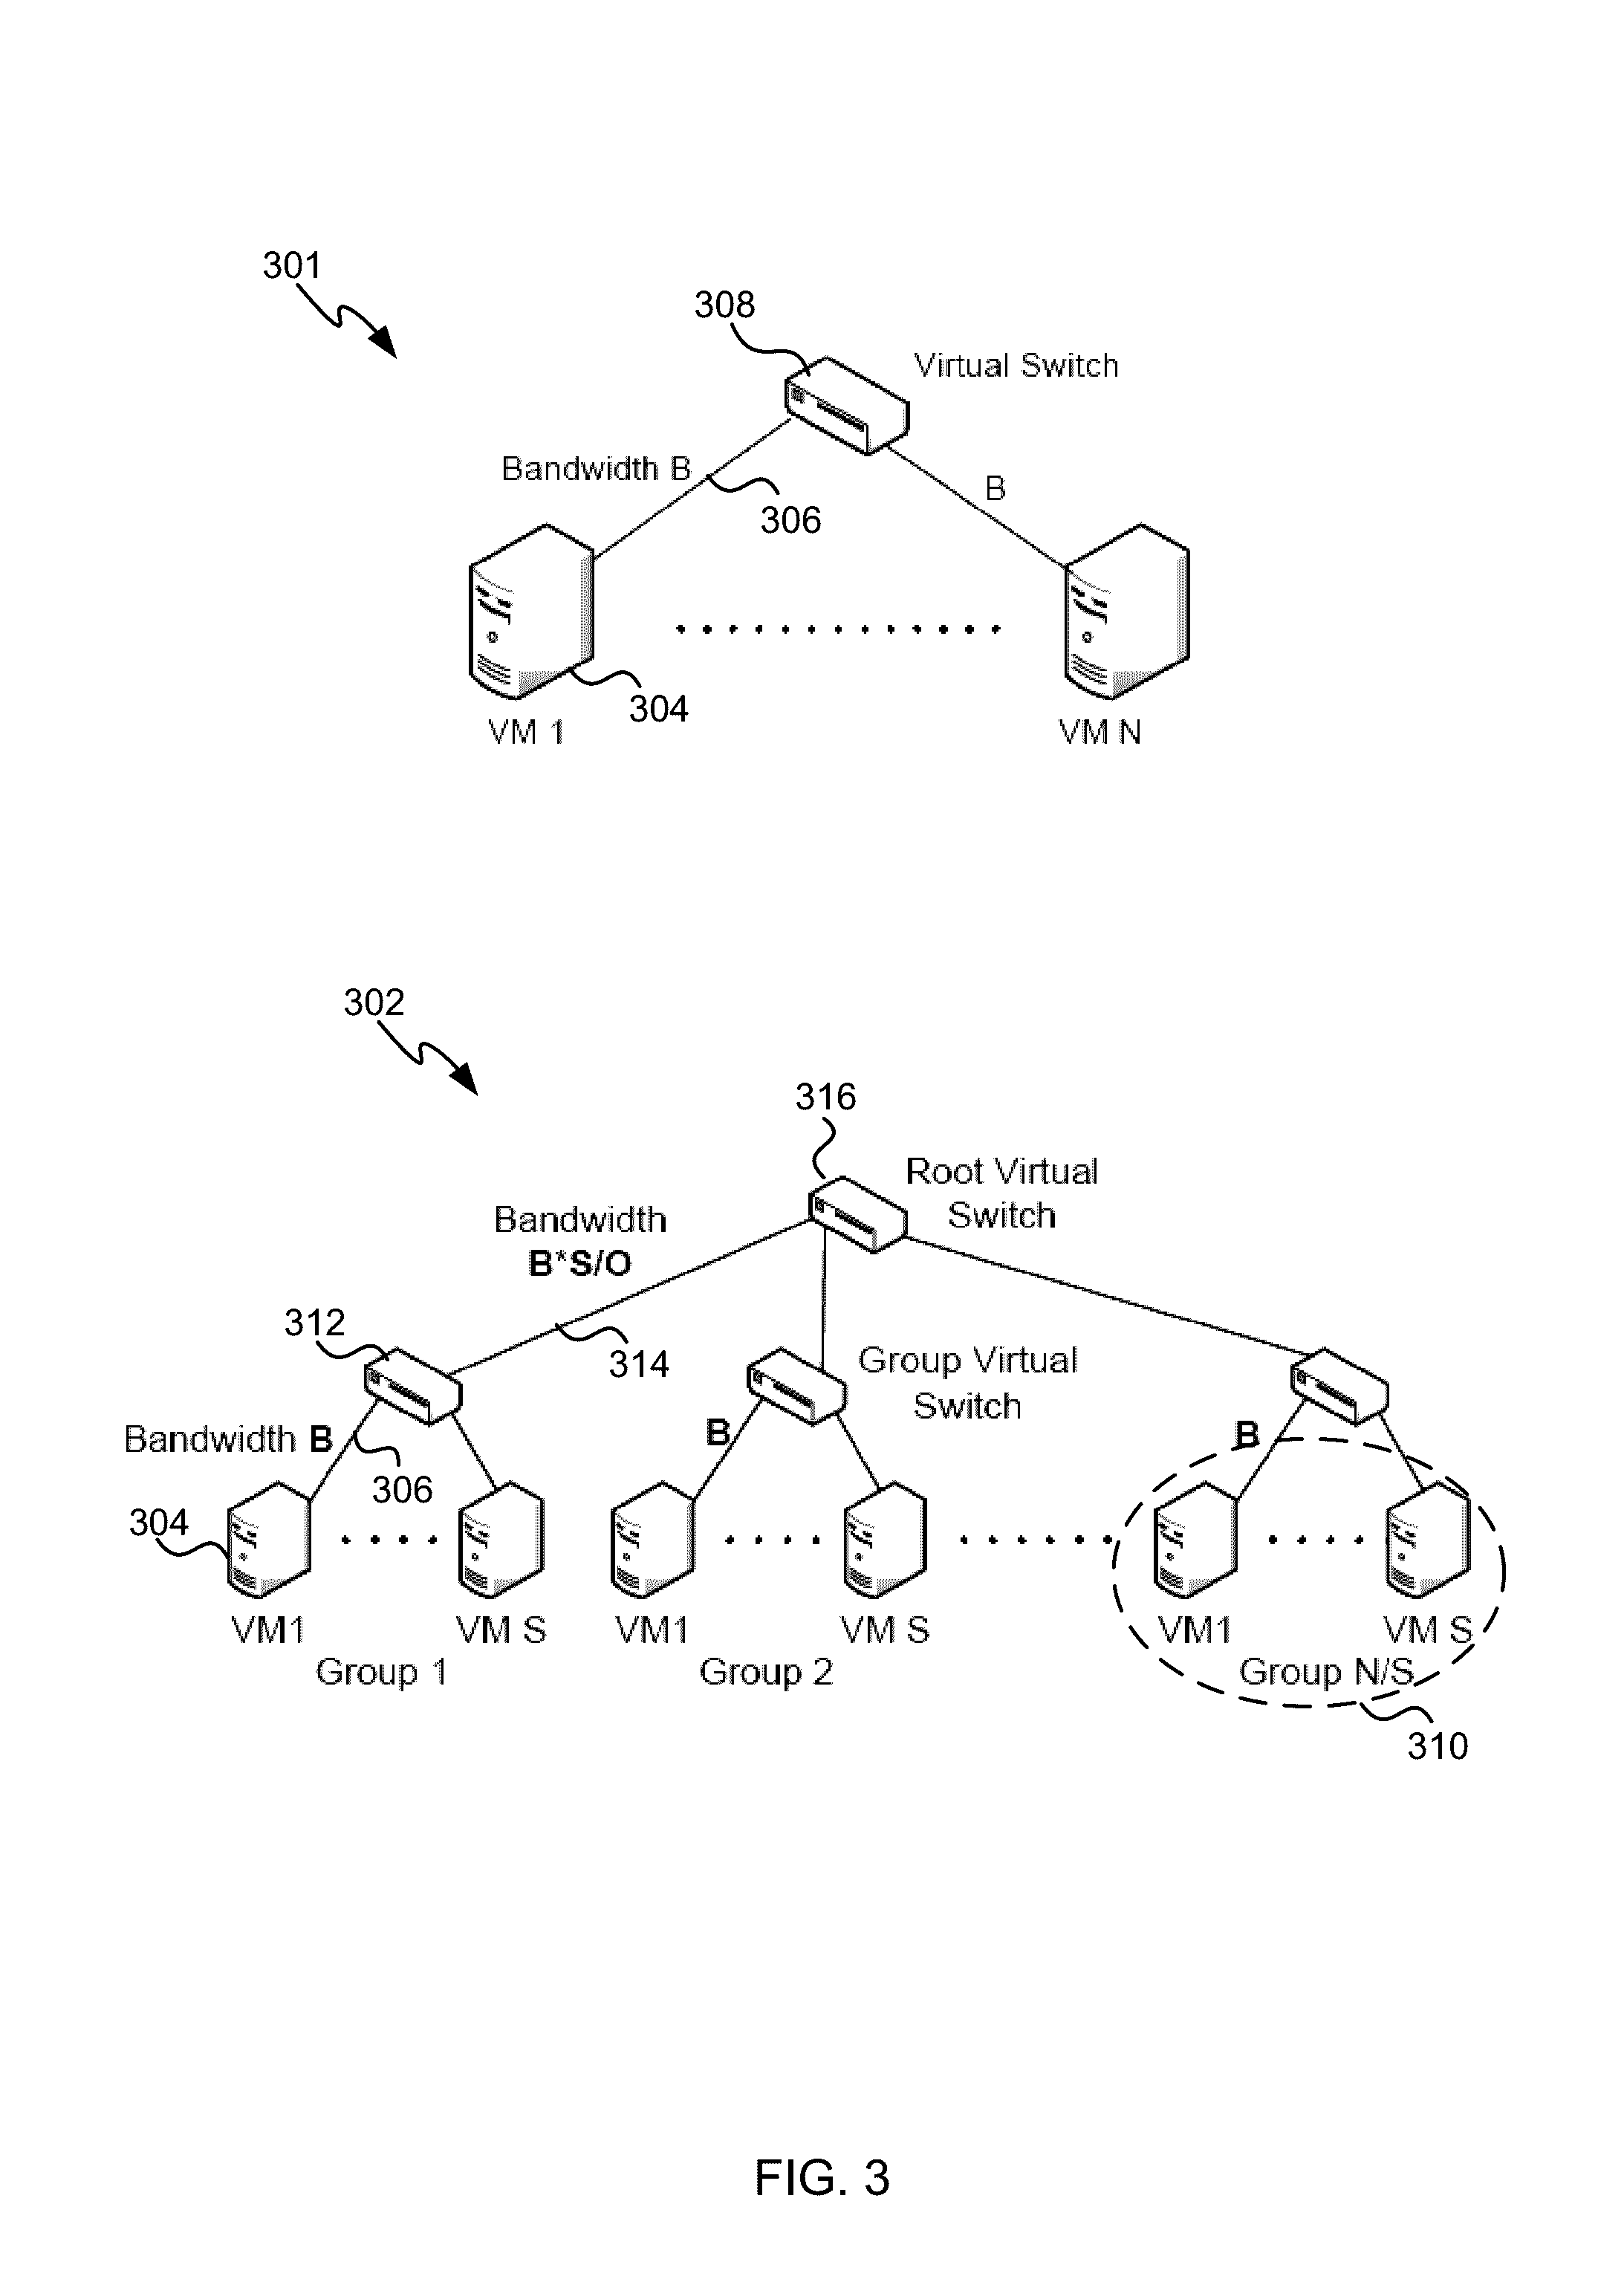 301
308
Virtual Switch
Bandwidth B
B
306
304
VM 1
VM N
302
316
Root Virtual
Switch
Bandwidth
B*S/O
312
314
Group Virtual
Switch
Bandwidth B
B
B
306
304
VM1
VM S
VM1
VM S
VM1
VM S
Group 1
Group 2
Group N/S
310
FIG. 3